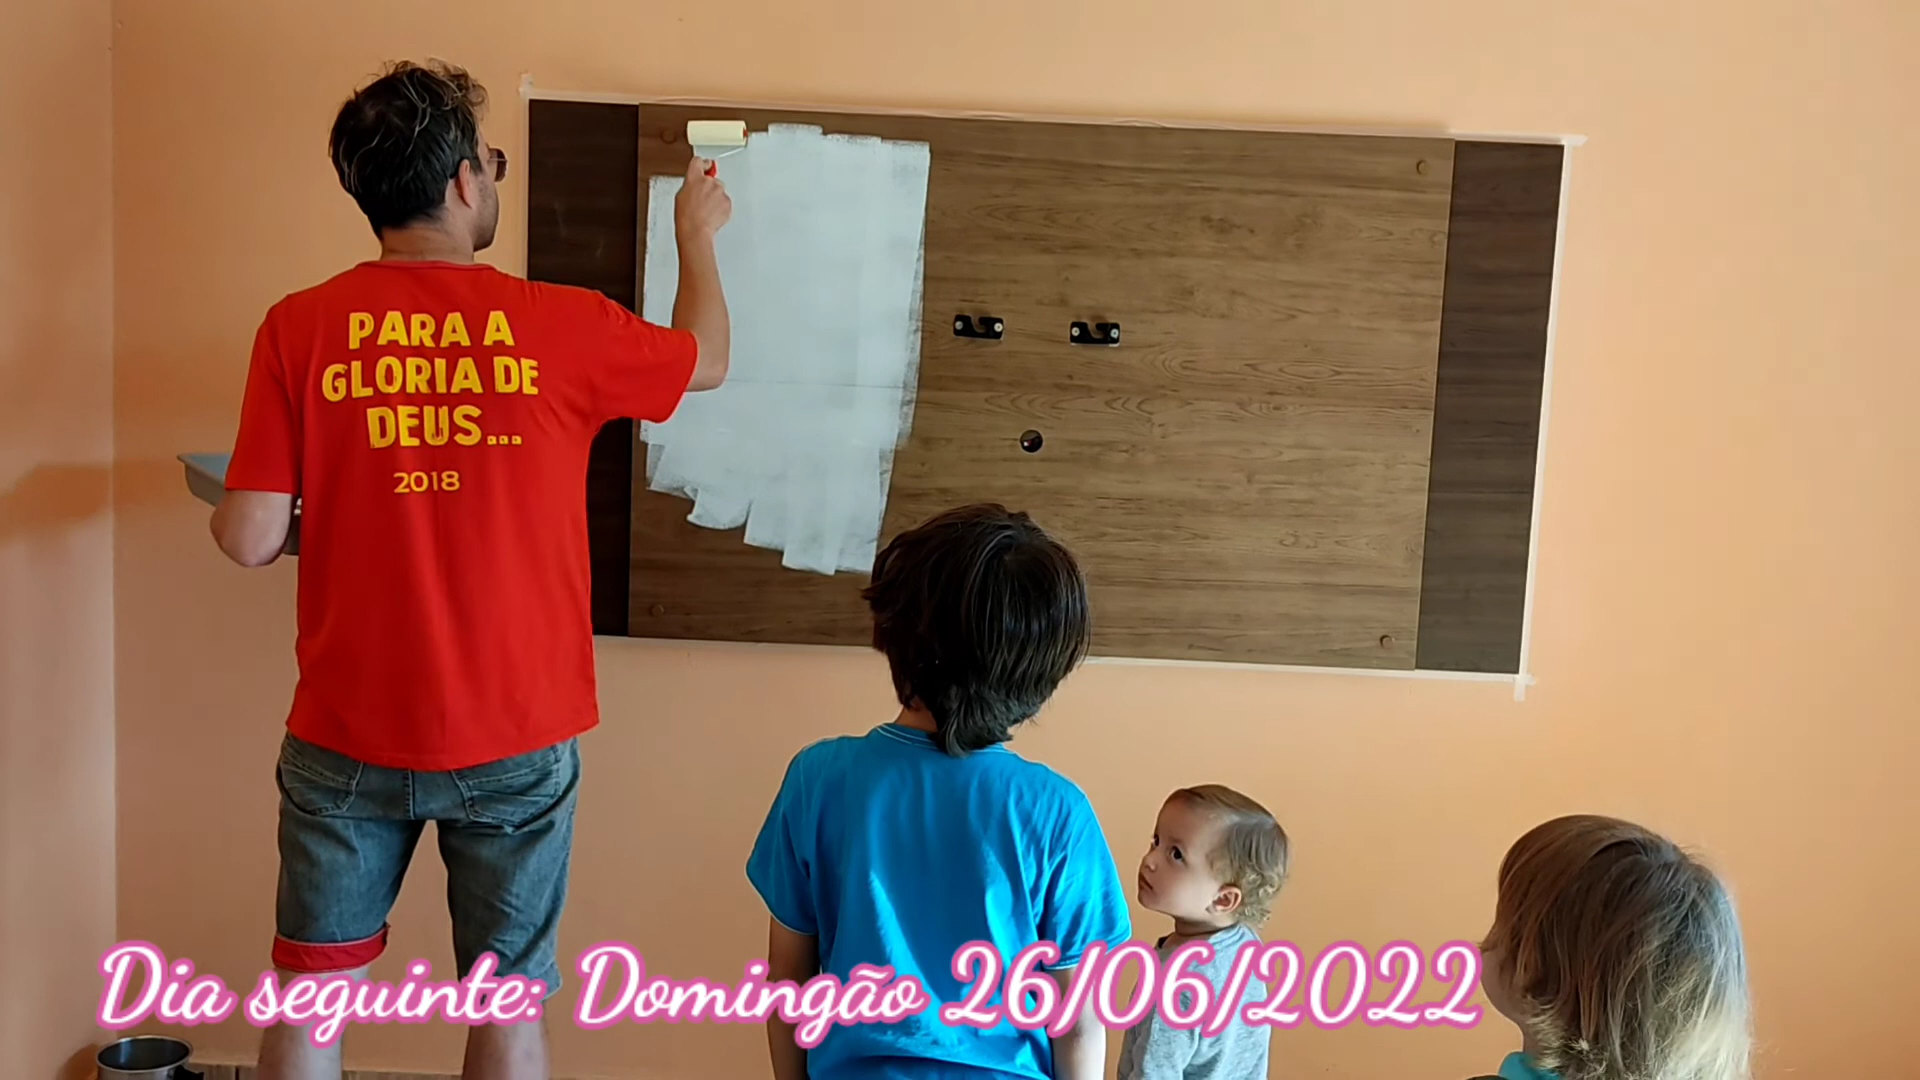 PARA A
GLORIA DE
DEUS...
2018
Dia seguinte: Domingão 26/06/2022